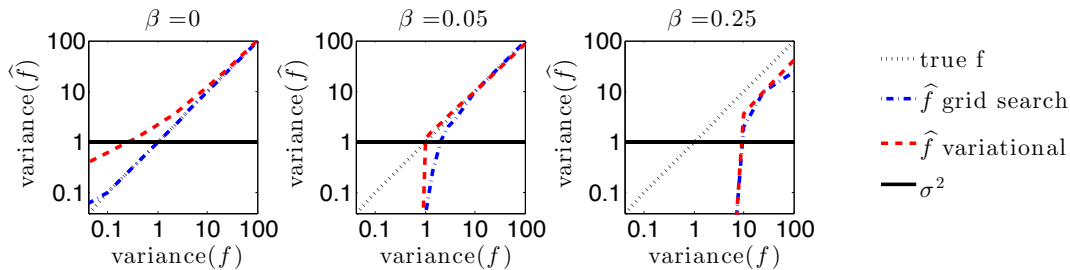 β =0
variance(f̂)
100
10
1
0.1
0.1 1 10 100
variance(f)
β =0.05
variance(f̂)
100
10
1
0.1
0.1 1 10 100
variance(f)
β =0.25
variance(f̂)
100
10
1
0.1
0.1 1 10 100
variance(f)
true f
f̂ grid search
f̂ variational
σ²